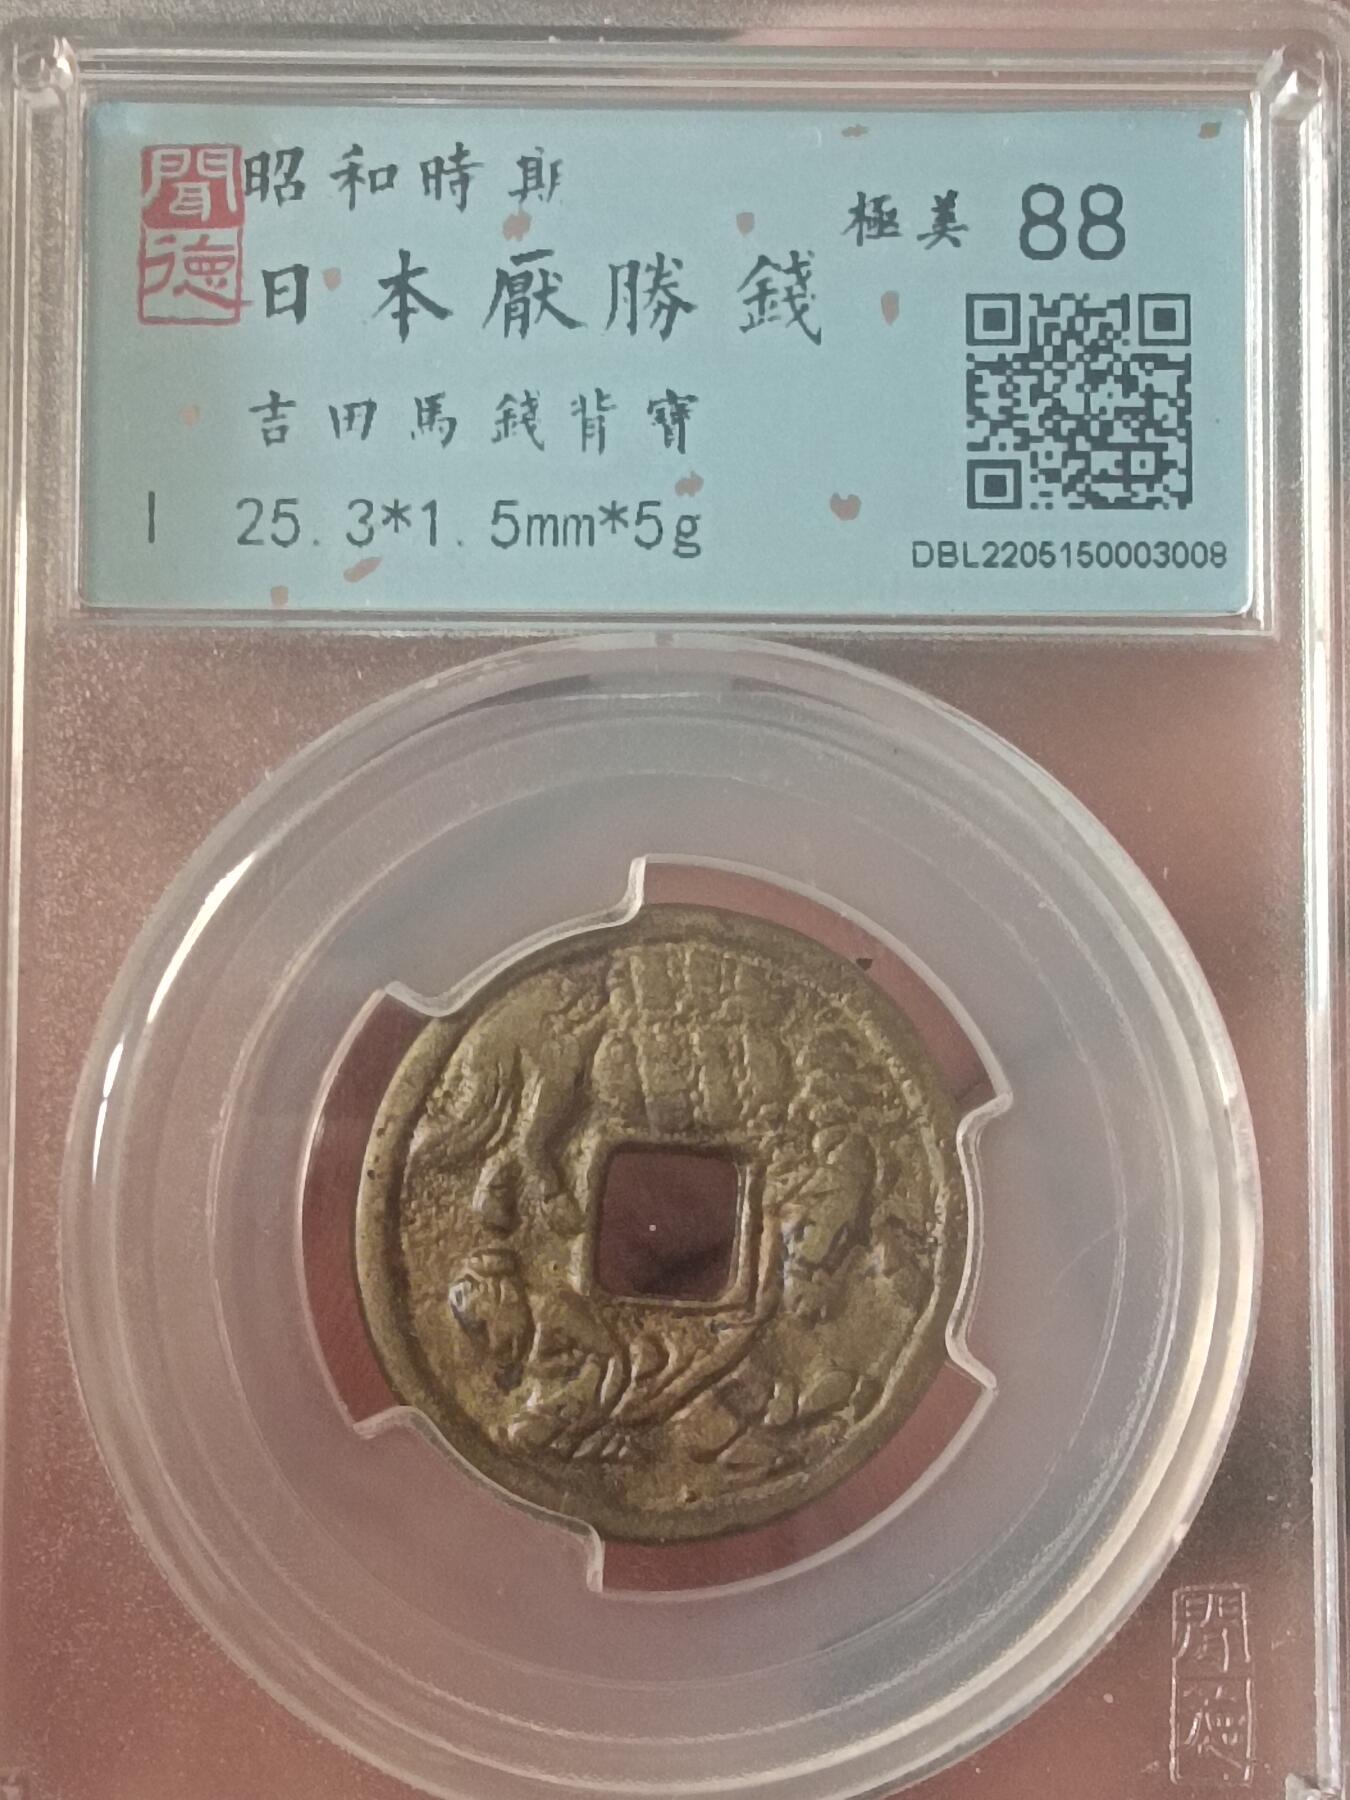 聞德
昭和時期
日本厭勝錢
極美 88
吉田馬錢背寶
I 25.3*1.5mm*5g
DBL2205150003008
聞德